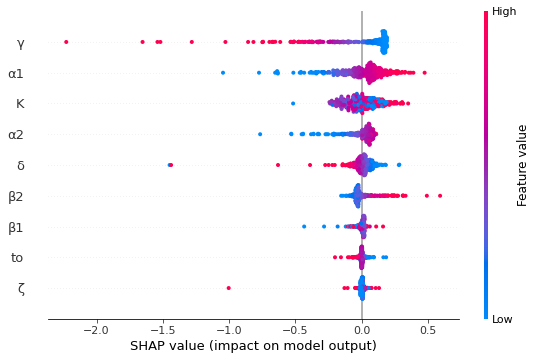 High
γ
α1
K
α2
δ
β2
β1
to
ζ
Low
Feature value
−2.0 −1.5 −1.0 −0.5 0.0 0.5
SHAP value (impact on model output)